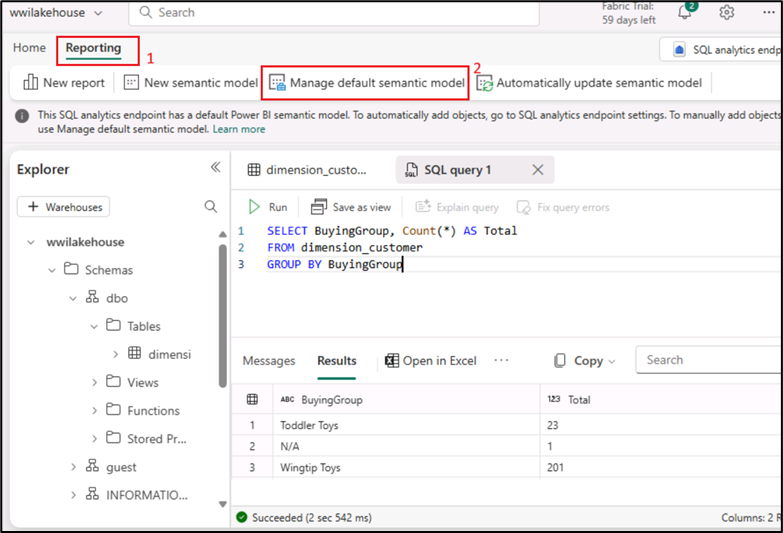 wwilakehouse
Search
Fabric Trial:
59 days left
2
Home
Reporting
1
SQL analytics endp
New report
New semantic model
Manage default semantic model
2
Automatically update semantic model
This SQL analytics endpoint has a default Power BI semantic model. To automatically add objects, go to SQL analytics endpoint settings. To manually add objects
use Manage default semantic model. Learn more
Explorer
+ Warehouses
wwilakehouse
Schemas
dbo
Tables
dimensi
Views
Functions
Stored Pr...
guest
INFORMATIO...
dimension_custo...
SQL query 1
Run
Save as view
Explain query
Fix query errors
1 SELECT BuyingGroup, Count(*) AS Total
2 FROM dimension_customer
3 GROUP BY BuyingGroup
Messages
Results
Open in Excel
Copy
Search
ABC BuyingGroup
123 Total
1 Toddler Toys 23
2 N/A 1
3 Wingtip Toys 201
Succeeded (2 sec 542 ms)
Columns: 2 R